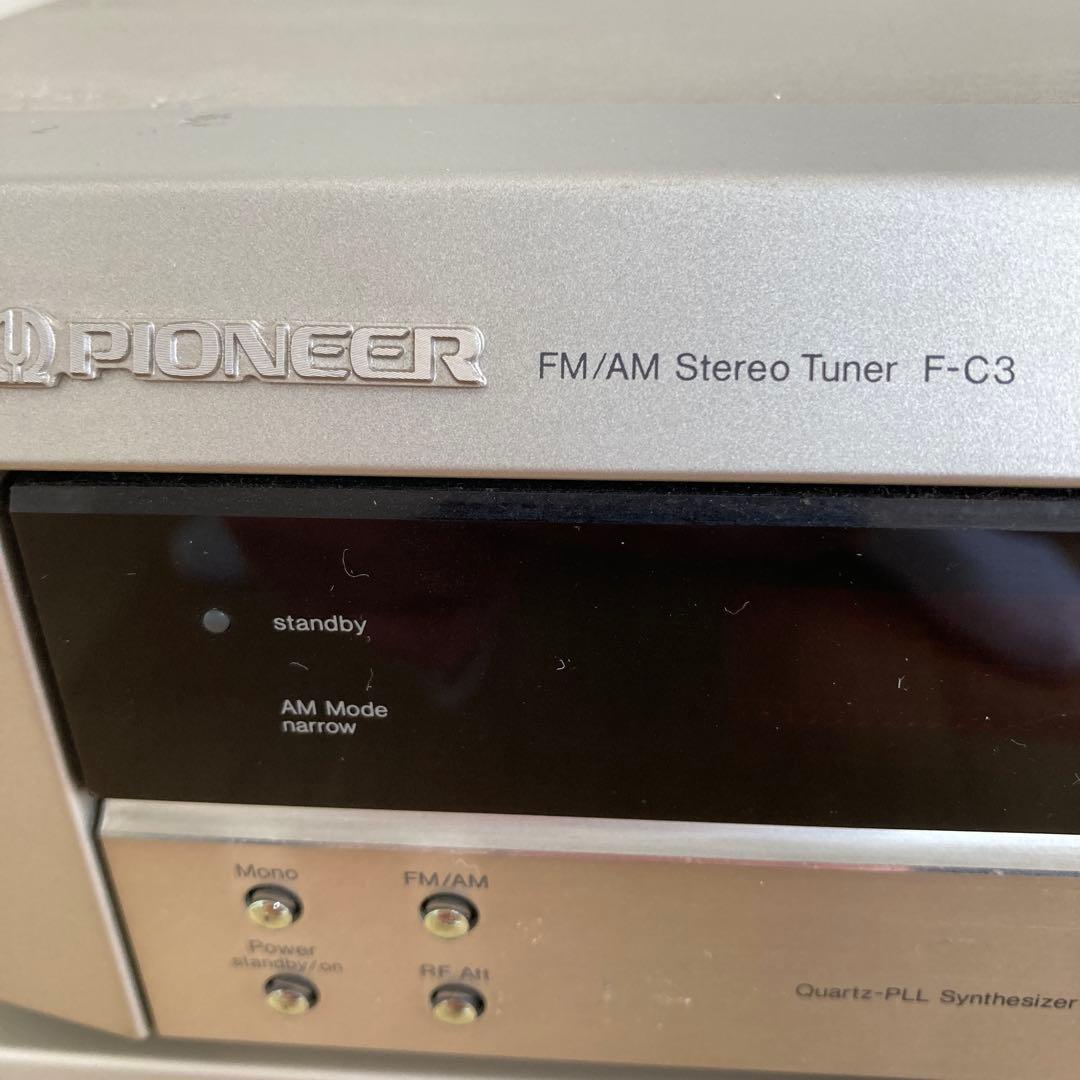 PIONEER
FM/AM Stereo Tuner F-C3
standby
AM Mode
narrow
Mono
FM/AM
Power
standby/on
RF Att
Quartz-PLL Synthesizer